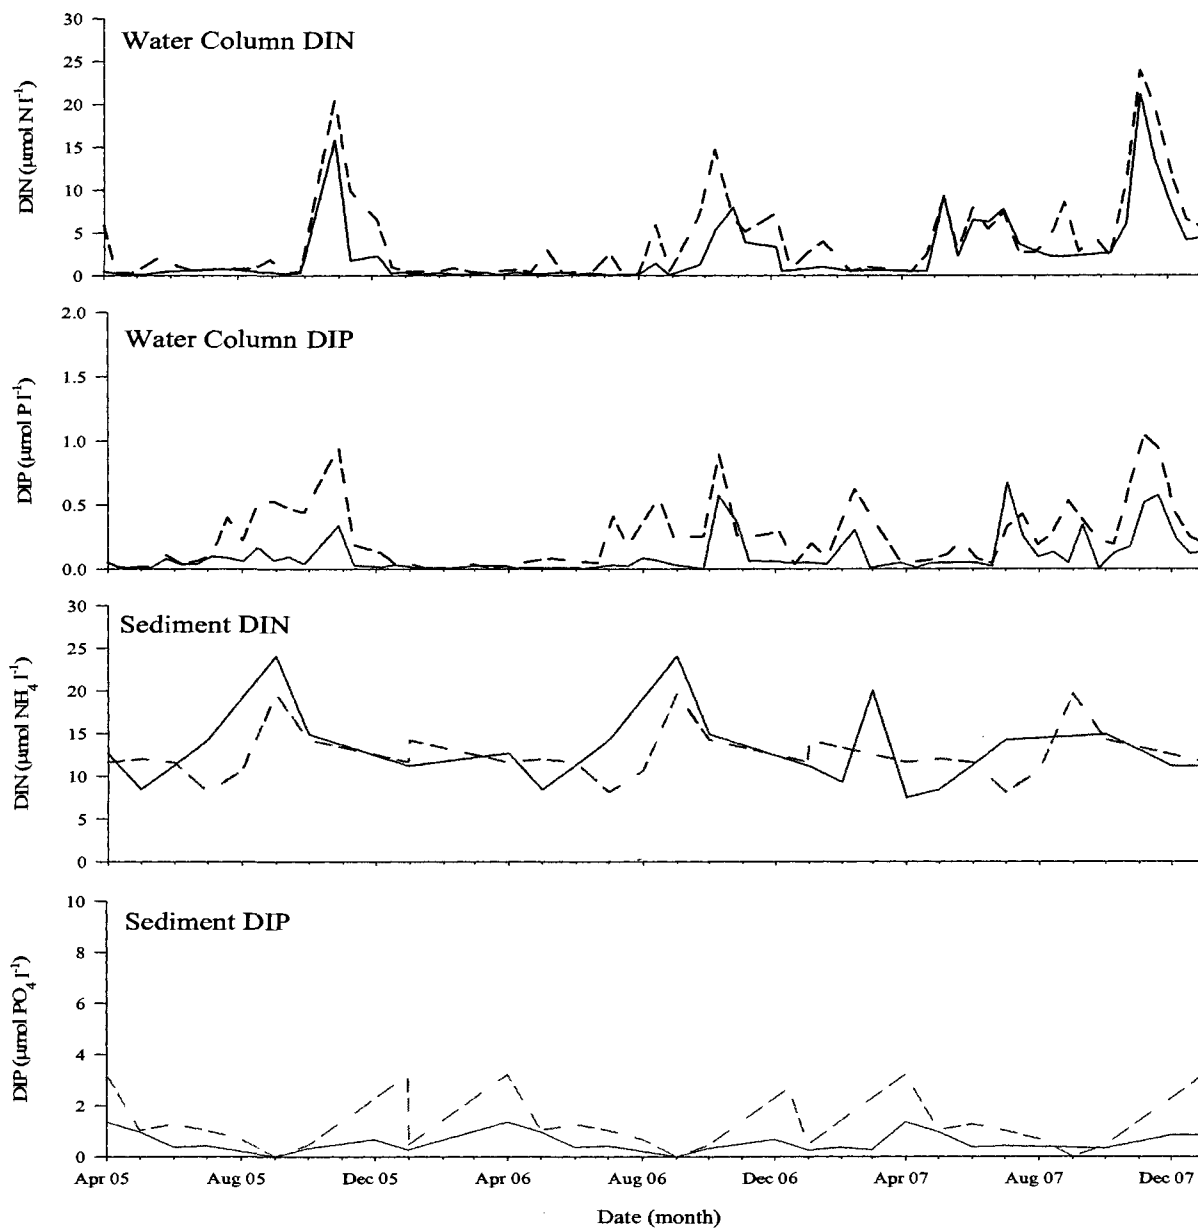 Water Column DIN
DIN (µmol N l⁻¹)
30
25
20
15
10
5
0
Water Column DIP
DIP (µmol P l⁻¹)
2.0
1.5
1.0
0.5
0.0
Sediment DIN
DIN (µmol NH₄ l⁻¹)
30
25
20
15
10
5
0
Sediment DIP
DIP (µmol PO₄ l⁻¹)
10
8
6
4
2
0
Apr 05 Aug 05 Dec 05 Apr 06 Aug 06 Dec 06 Apr 07 Aug 07 Dec 07
Date (month)